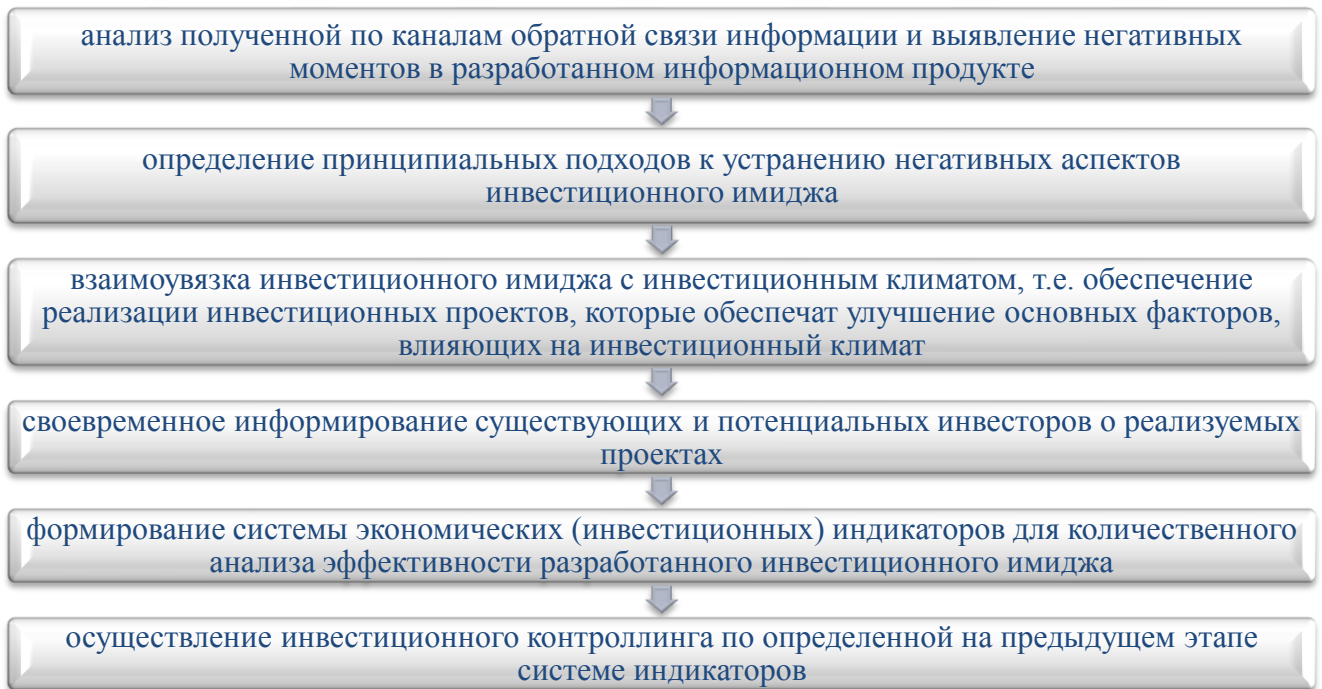 анализ полученной по каналам обратной связи информации и выявление негативных
моментов в разработанном информационном продукте
определение принципиальных подходов к устранению негативных аспектов
инвестиционного имиджа
взаимоувязка инвестиционного имиджа с инвестиционным климатом, т.е. обеспечение
реализации инвестиционных проектов, которые обеспечат улучшение основных факторов,
влияющих на инвестиционный климат
своевременное информирование существующих и потенциальных инвесторов о реализуемых
проектах
формирование системы экономических (инвестиционных) индикаторов для количественного
анализа эффективности разработанного инвестиционного имиджа
осуществление инвестиционного контроллинга по определенной на предыдущем этапе
системе индикаторов